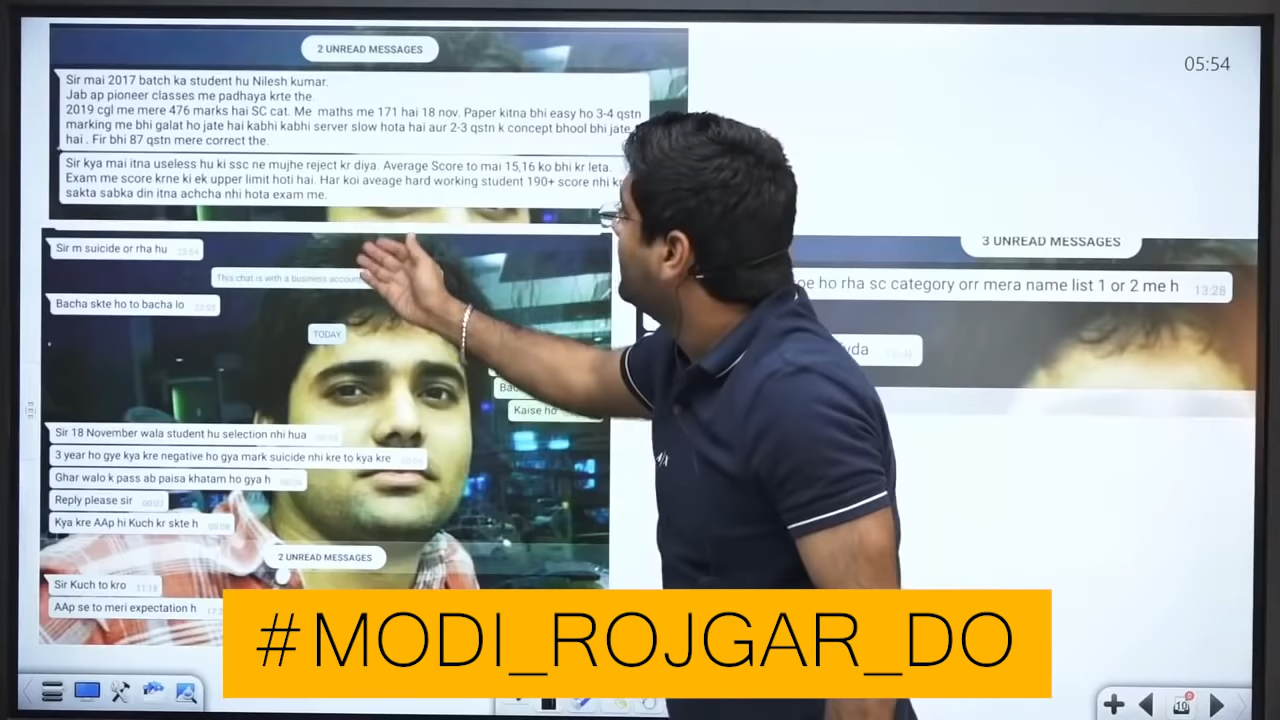 2 UNREAD MESSAGES
Sir mai 2017 batch ka student hu Nilesh kumar.
Jab ap pioneer classes me padhaya krte the
2019 cgl me mere 476 marks hai SC cat. Me maths me 171 hai 18 nov. Paper kitna bhi easy ho 3-4 qstn
marking me bhi galat ho jate hai kabhi kabhi server slow hota hai aur 2-3 qstn k concept bhool bhi jate
hai . Fir bhi 87 qstn mere correct the.
Sir kya mai itna useless hu ki ssc ne mujhe reject kr diya. Average Score to mai 15,16 ko bhi kr leta.
Exam me score krne ki ek upper limit hoti hai. Har koi aveage hard working student 190+ score nhi
sakta sabka din itna achcha nhi hota exam me.
05:54
Sir m suicide or rha hu
This chat is with a business
Bacha skte ho to bacha lo
TODAY
Kaise ho
Sir 18 November wala student hu selection nhi hua
3 year ho gye kya kre negative ho gya mark suicide nhi kre to kya kre
Ghar walo k pass ab paisa khatam ho gya h
Reply please sir
Kya kre AAp hi Kuch kr skte h
2 UNREAD MESSAGES
Sir Kuch to kro 11:18
AAp se to meri expectation h
3 UNREAD MESSAGES
ho rha sc category orr mera name list 1 or 2 me h 13:28
#MODI_ROJGAR_DO